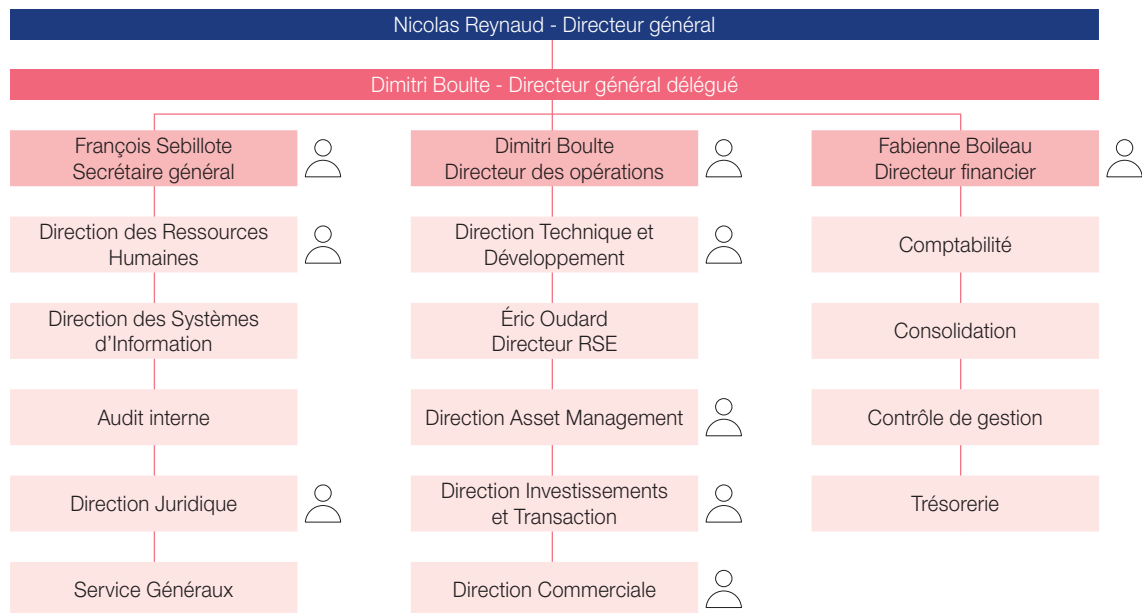 Nicolas Reynaud - Directeur général
Dimitri Boulte - Directeur général délégué
François Sebillote
Secrétaire général
Direction des Ressources
Humaines
Direction des Systèmes
d'Information
Audit interne
Direction Juridique
Service Généraux
Dimitri Boulte
Directeur des opérations
Direction Technique et
Développement
Éric Oudard
Directeur RSE
Direction Asset Management
Direction Investissements
et Transaction
Direction Commerciale
Fabienne Boileau
Directeur financier
Comptabilité
Consolidation
Contrôle de gestion
Trésorerie